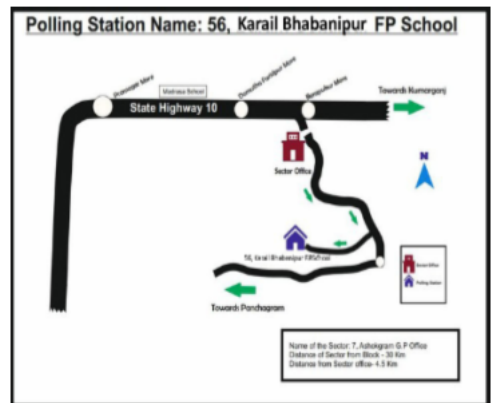 Polling Station Name: 56, Karail Bhabanipur FP School
Madrasa School
State Highway 10
Towards Kumarganj
N
Sector Office
56, Karail Bhabanipur FP School
Sector Office
Polling Station
Towards Panchagram
Name of the Sector: 7, Ashokgram G.P Office
Distance of Sector from Block - 30 Km
Distance from Sector office- 4.5 Km